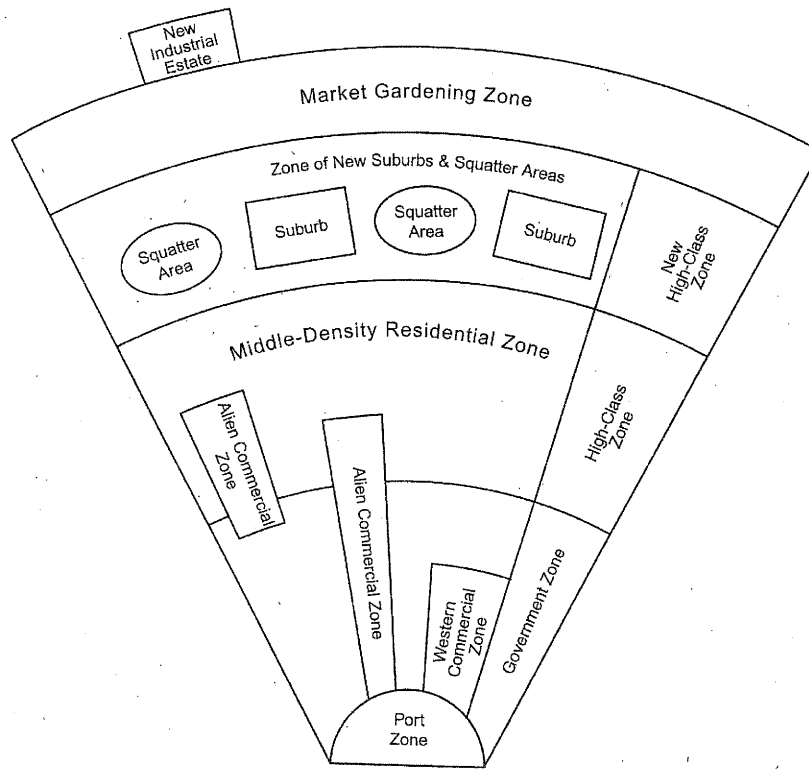 New
Industrial
Estate
Market Gardening Zone
Zone of New Suburbs & Squatter Areas
Squatter
Area
Suburb
Squatter
Area
Suburb
New
High-Class
Zone
Middle-Density Residential Zone
High-Class
Zone
Alien Commercial
Zone
Alien Commercial Zone
Western
Commercial
Zone
Government Zone
Port
Zone